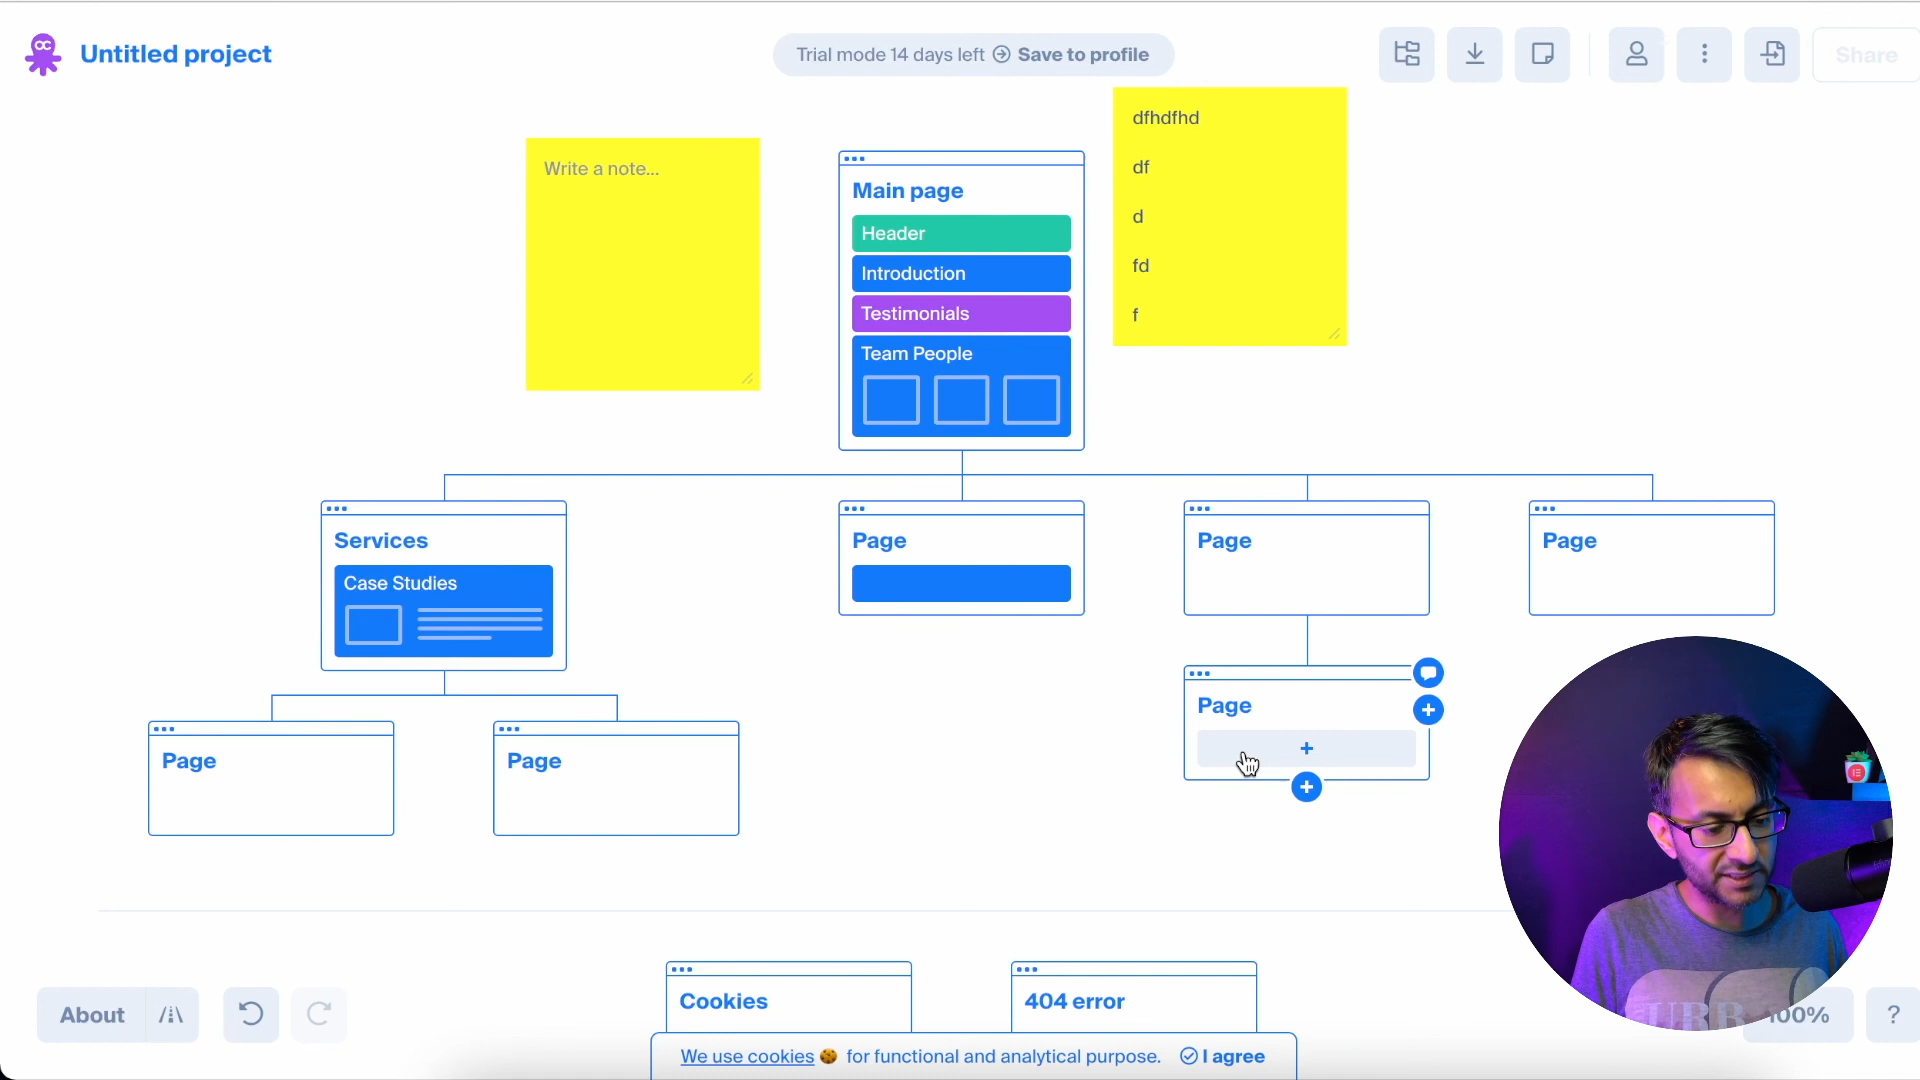 Untitled project
Trial mode 14 days left Save to profile
Share
dfhdfhd
df
d
fd
f
Write a note...
Main page
Header
Introduction
Testimonials
Team People
Services
Case Studies
Page
Page
Page
Page
Page
Page
Cookies
404 error
About
100%
?
We use cookies 🍪 for functional and analytical purpose. I agree